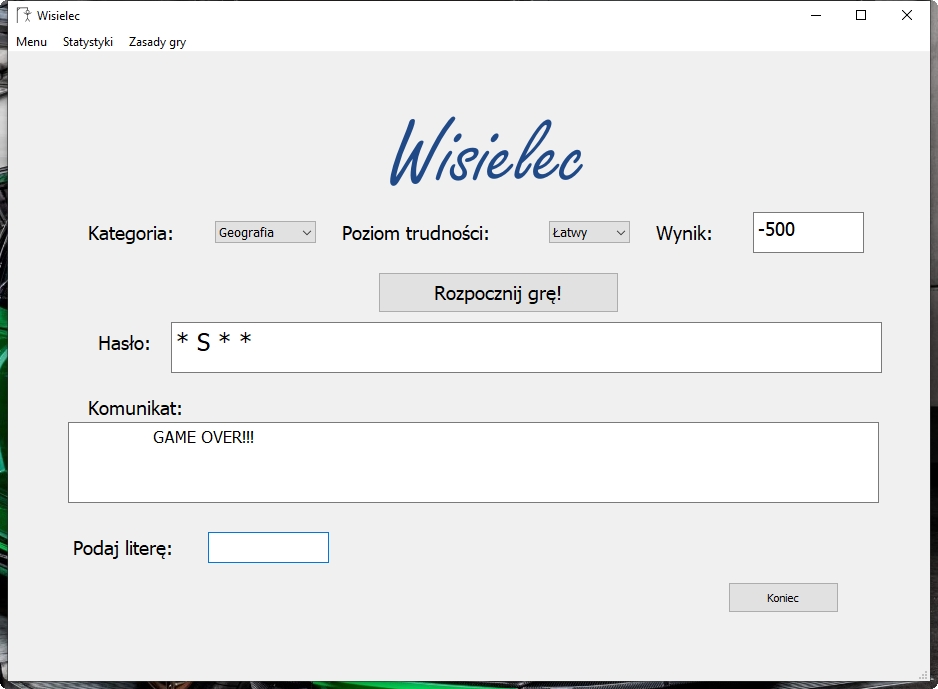 Wisielec
Menu Statystyki Zasady gry
Wisielec
Kategoria: Geografia Poziom trudności: Łatwy Wynik: -500
Rozpocznij grę!
Hasło: * S * *
Komunikat:
GAME OVER!!!
Podaj literę:
Koniec